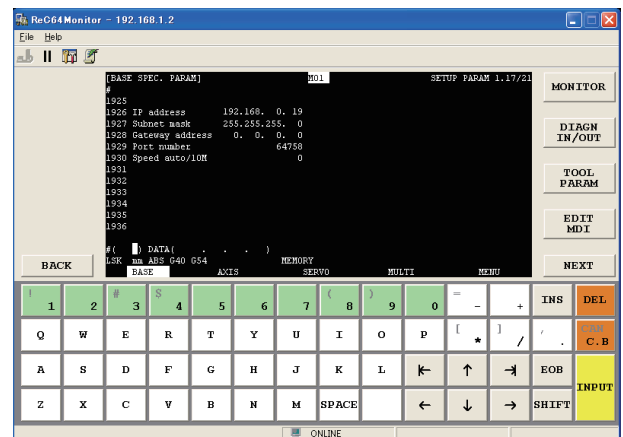 ReC64Monitor - 192.168.1.2
File Help
[BASE SPEC. PARAM] M01 SETUP PARAM 1.17/21
#
1925
1926 IP address 192.168. 0. 19
1927 Subnet mask 255.255.255. 0
1928 Gateway address 0. 0. 0. 0
1929 Port number 64758
1930 Speed auto/10M 0
1931
1932
1933
1934
1935
1936
#( ) DATA( . . . )
LSK mm ABS G40 G54 MEMORY
BASE AXIS SERVO MULTI MENU
MONITOR
DIAGN
IN/OUT
TOOL
PARAM
EDIT
MDI
BACK
NEXT
! 1 2 # 3 S 4 5 6 7 ( 8 ) 9 0 = - + INS DEL
Q W E R T Y U I O P [ * ] / , . CAN C.B
A S D F G H J K L |← ↑ →| EOB INPUT
Z X C V B N M SPACE ← ↓ → SHIFT
ONLINE